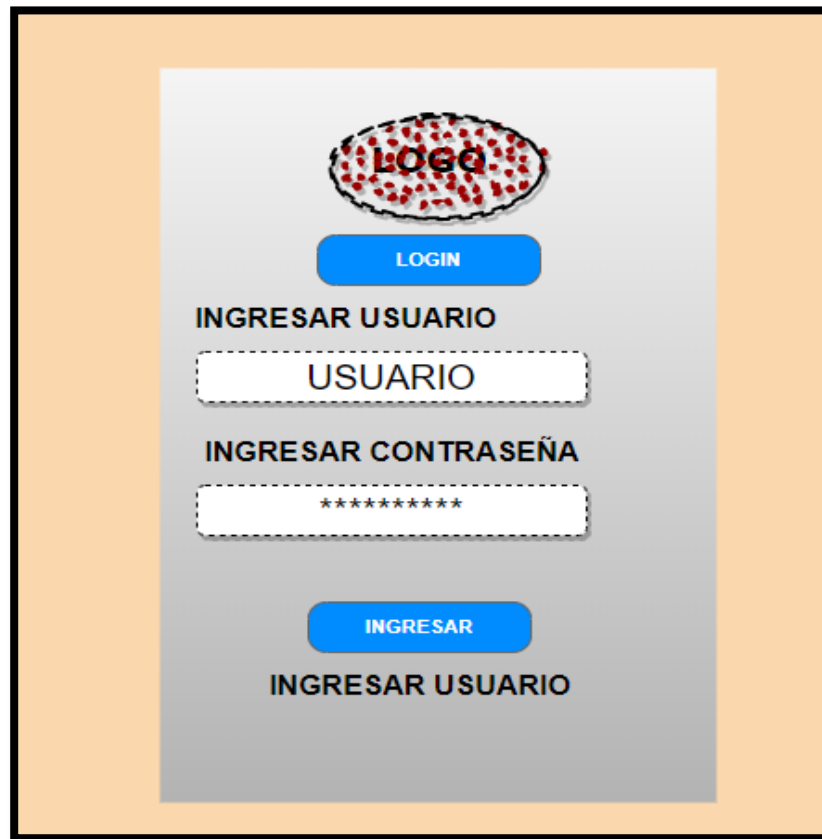 LOGO
LOGIN
INGRESAR USUARIO
USUARIO
INGRESAR CONTRASEÑA
**********
INGRESAR
INGRESAR USUARIO